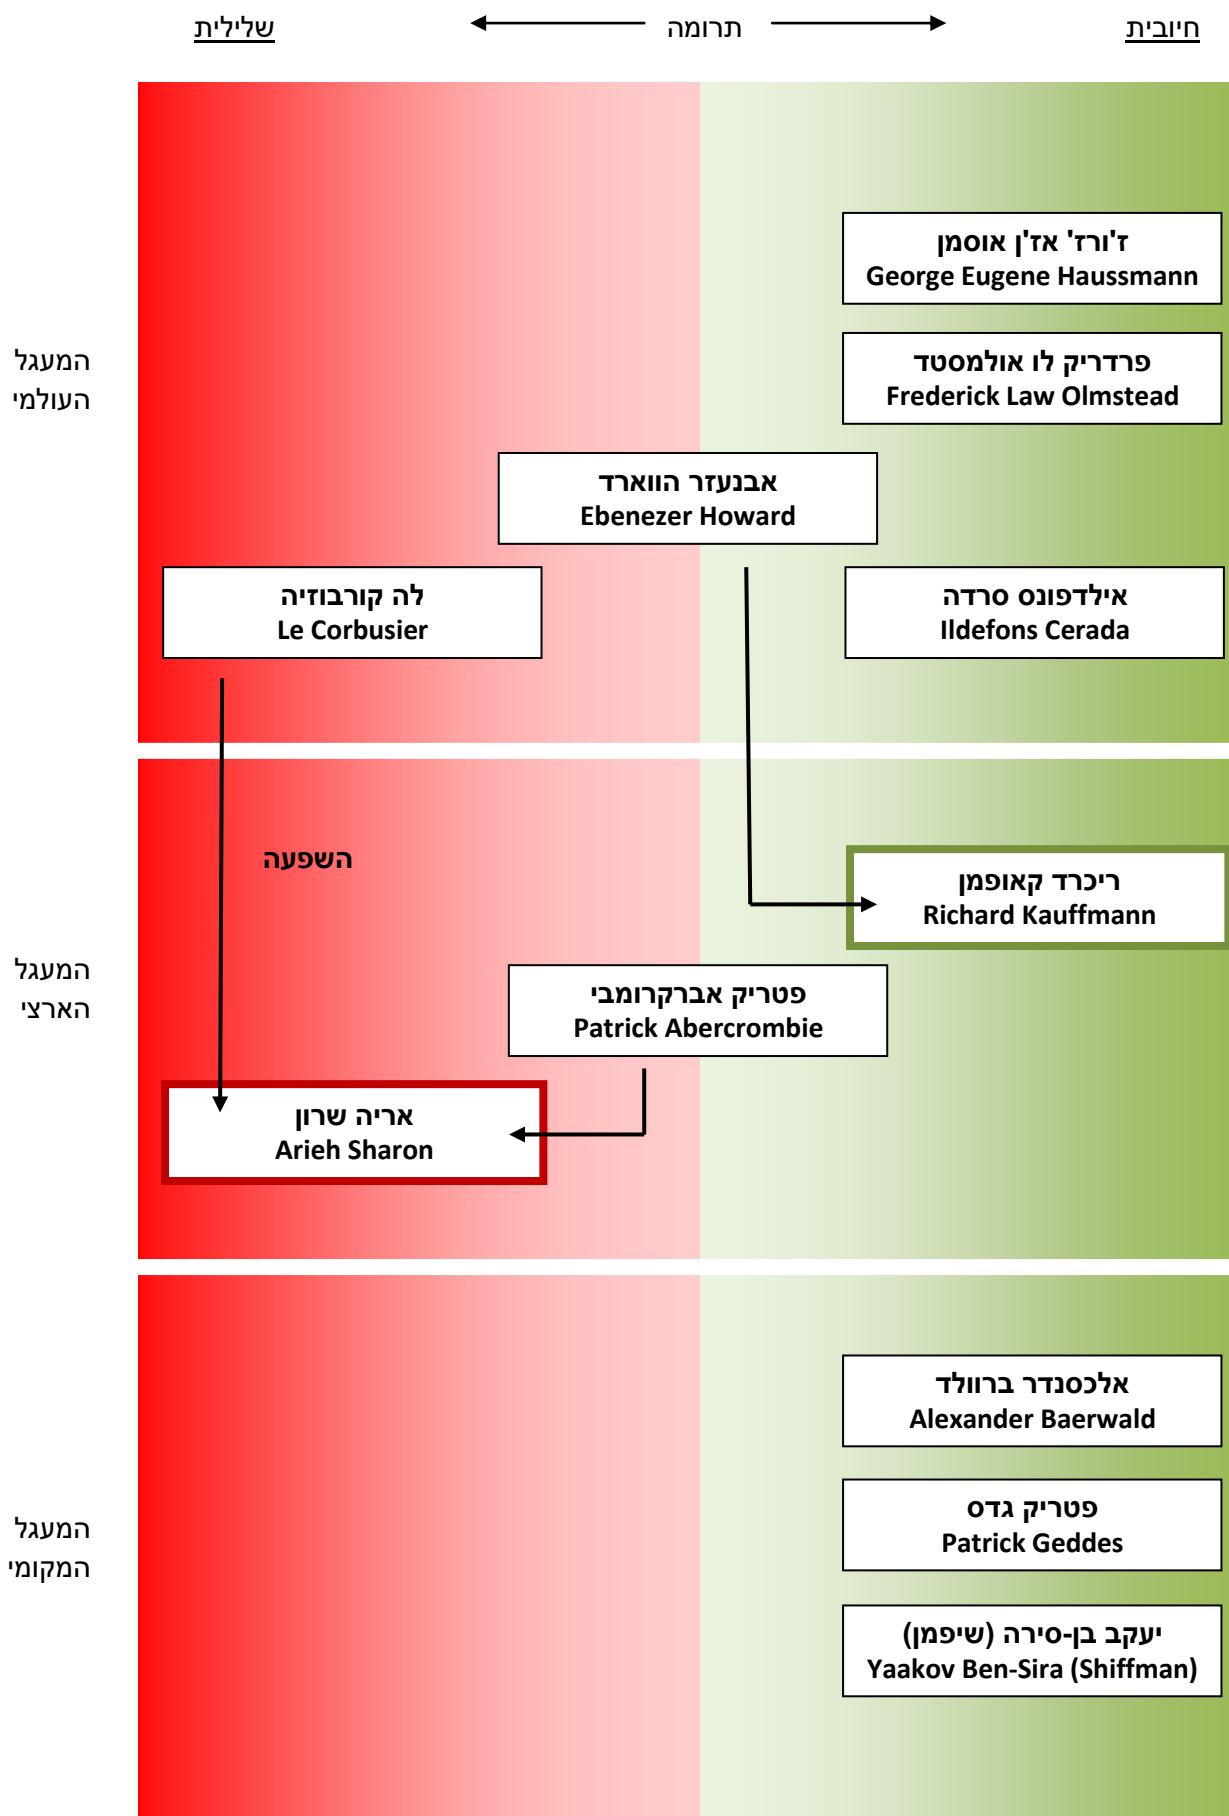 חיובית
תרומה
שלילית
ז'ורז' אז'ן אוסמן
George Eugene Haussmann
פרדריק לו אולמסטד
Frederick Law Olmstead
המעגל
העולמי
אבנעזר הווארד
Ebenezer Howard
אילדפונס סרדה
Ildefons Cerada
לה קורבוזיה
Le Corbusier
השפעה
ריכרד קאופמן
Richard Kauffmann
המעגל
הארצי
פטריק אברקרומבי
Patrick Abercrombie
אריה שרון
Arieh Sharon
אלכסנדר ברוולד
Alexander Baerwald
פטריק גדס
Patrick Geddes
המעגל
המקומי
יעקב בן-סירה (שיפמן)
Yaakov Ben-Sira (Shiffman)